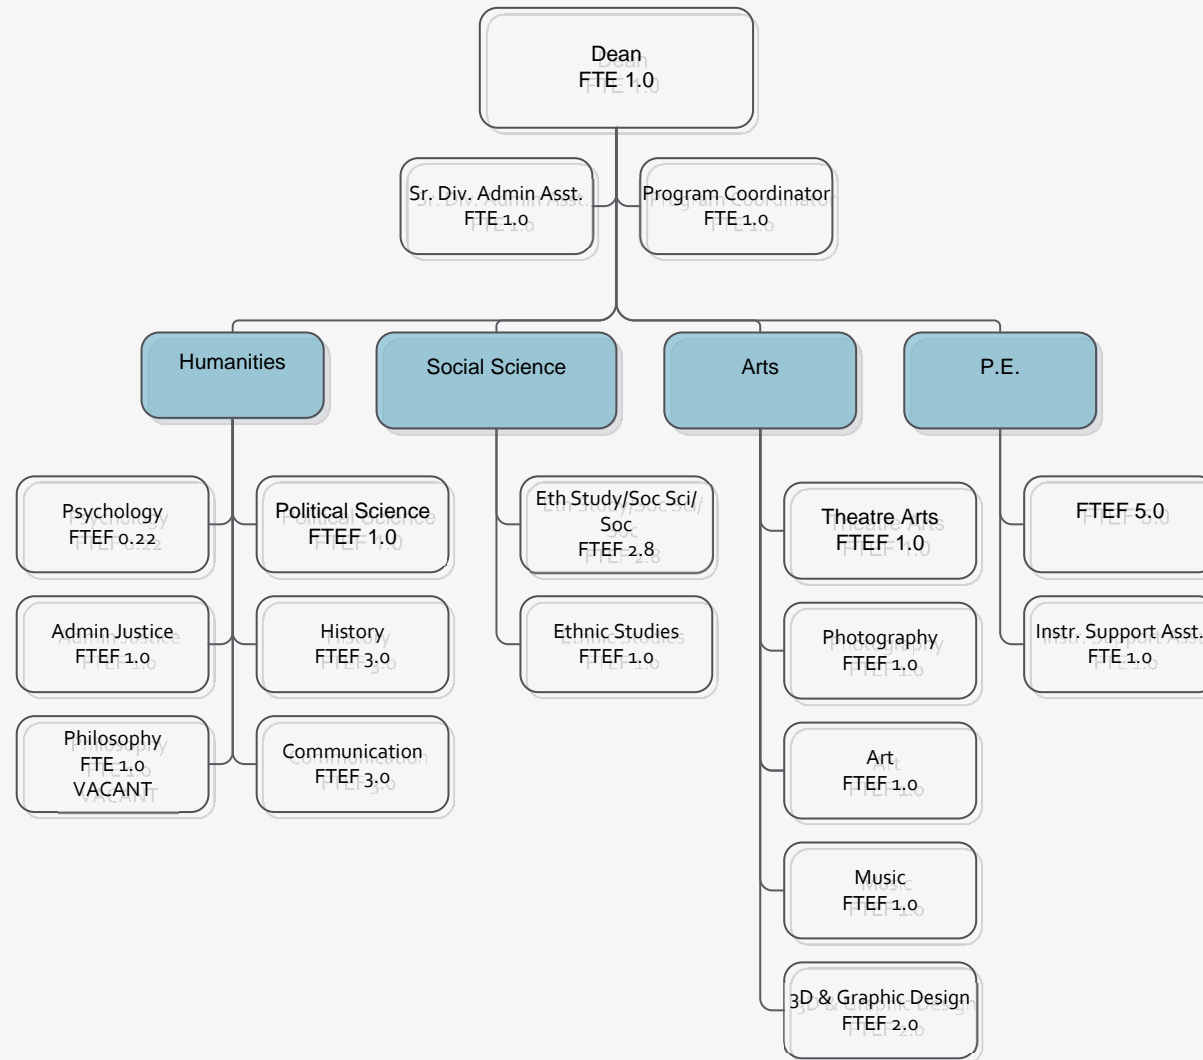 Dean
FTE 1.0
Sr. Div. Admin Asst.
FTE 1.0
Program Coordinator
FTE 1.0
Humanities
Social Science
Arts
P.E.
Psychology
FTEF 0.22
Political Science
FTEF 1.0
Admin Justice
FTEF 1.0
History
FTEF 3.0
Philosophy
FTE 1.0
VACANT
Communication
FTEF 3.0
Eth Study/Soc Sci/
Soc
FTEF 2.8
Ethnic Studies
FTEF 1.0
Theatre Arts
FTEF 1.0
Photography
FTEF 1.0
Art
FTEF 1.0
Music
FTEF 1.0
3D & Graphic Design
FTEF 2.0
FTEF 5.0
Instr. Support Asst.
FTE 1.0